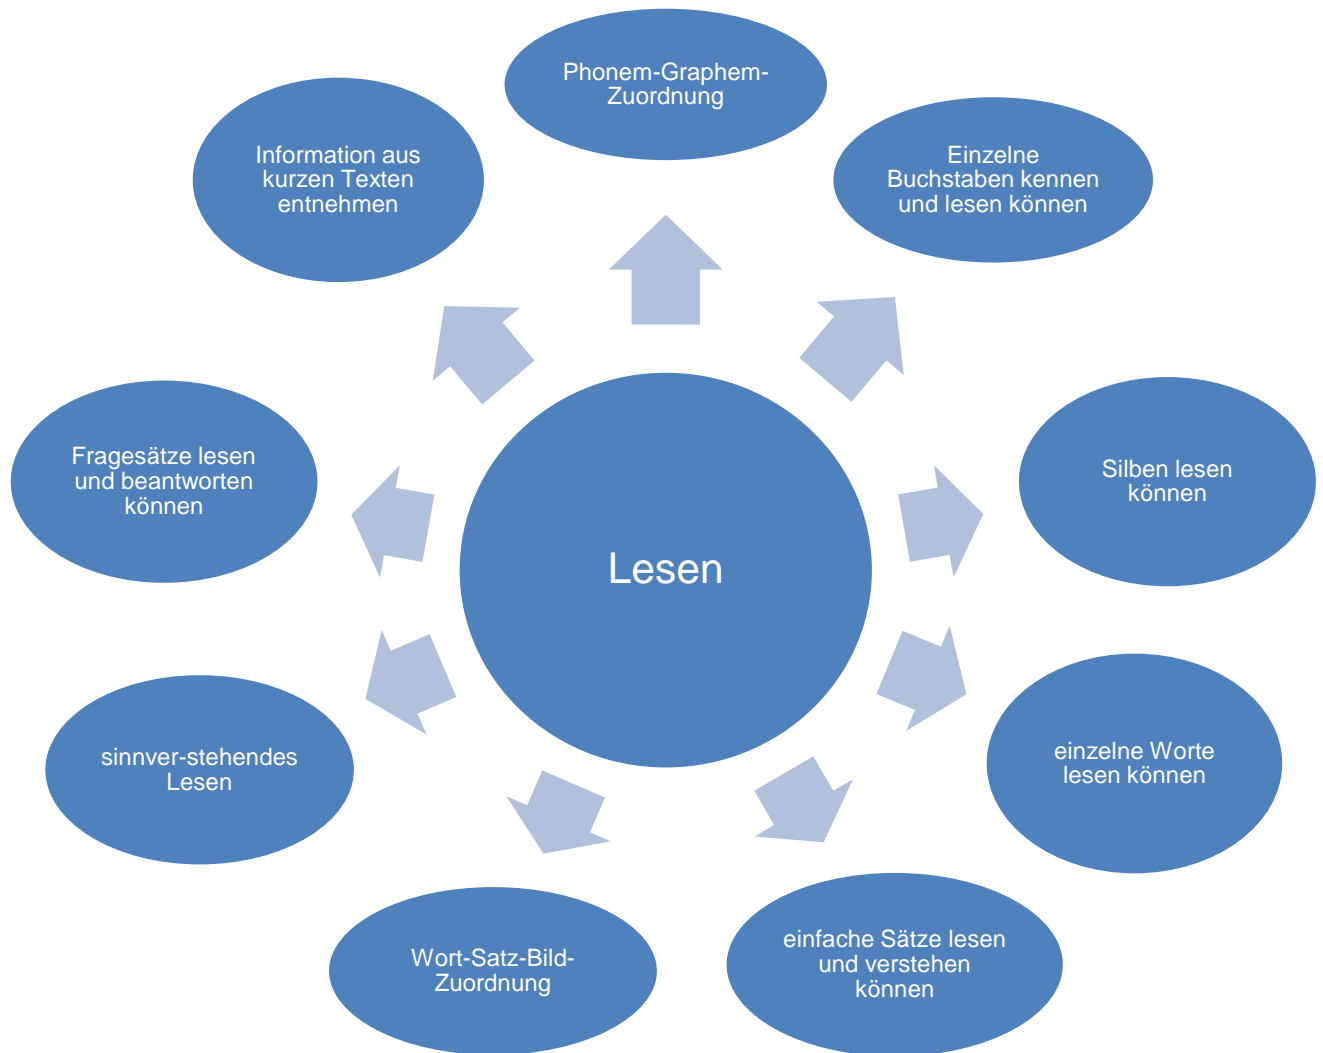 Phonem-Graphem-
Zuordnung
Einzelne
Buchstaben kennen
und lesen können
Silben lesen
können
einzelne Worte
lesen können
einfache Sätze lesen
und verstehen
können
Wort-Satz-Bild-
Zuordnung
sinnver-stehendes
Lesen
Fragesätze lesen
und beantworten
können
Information aus
kurzen Texten
entnehmen
Lesen